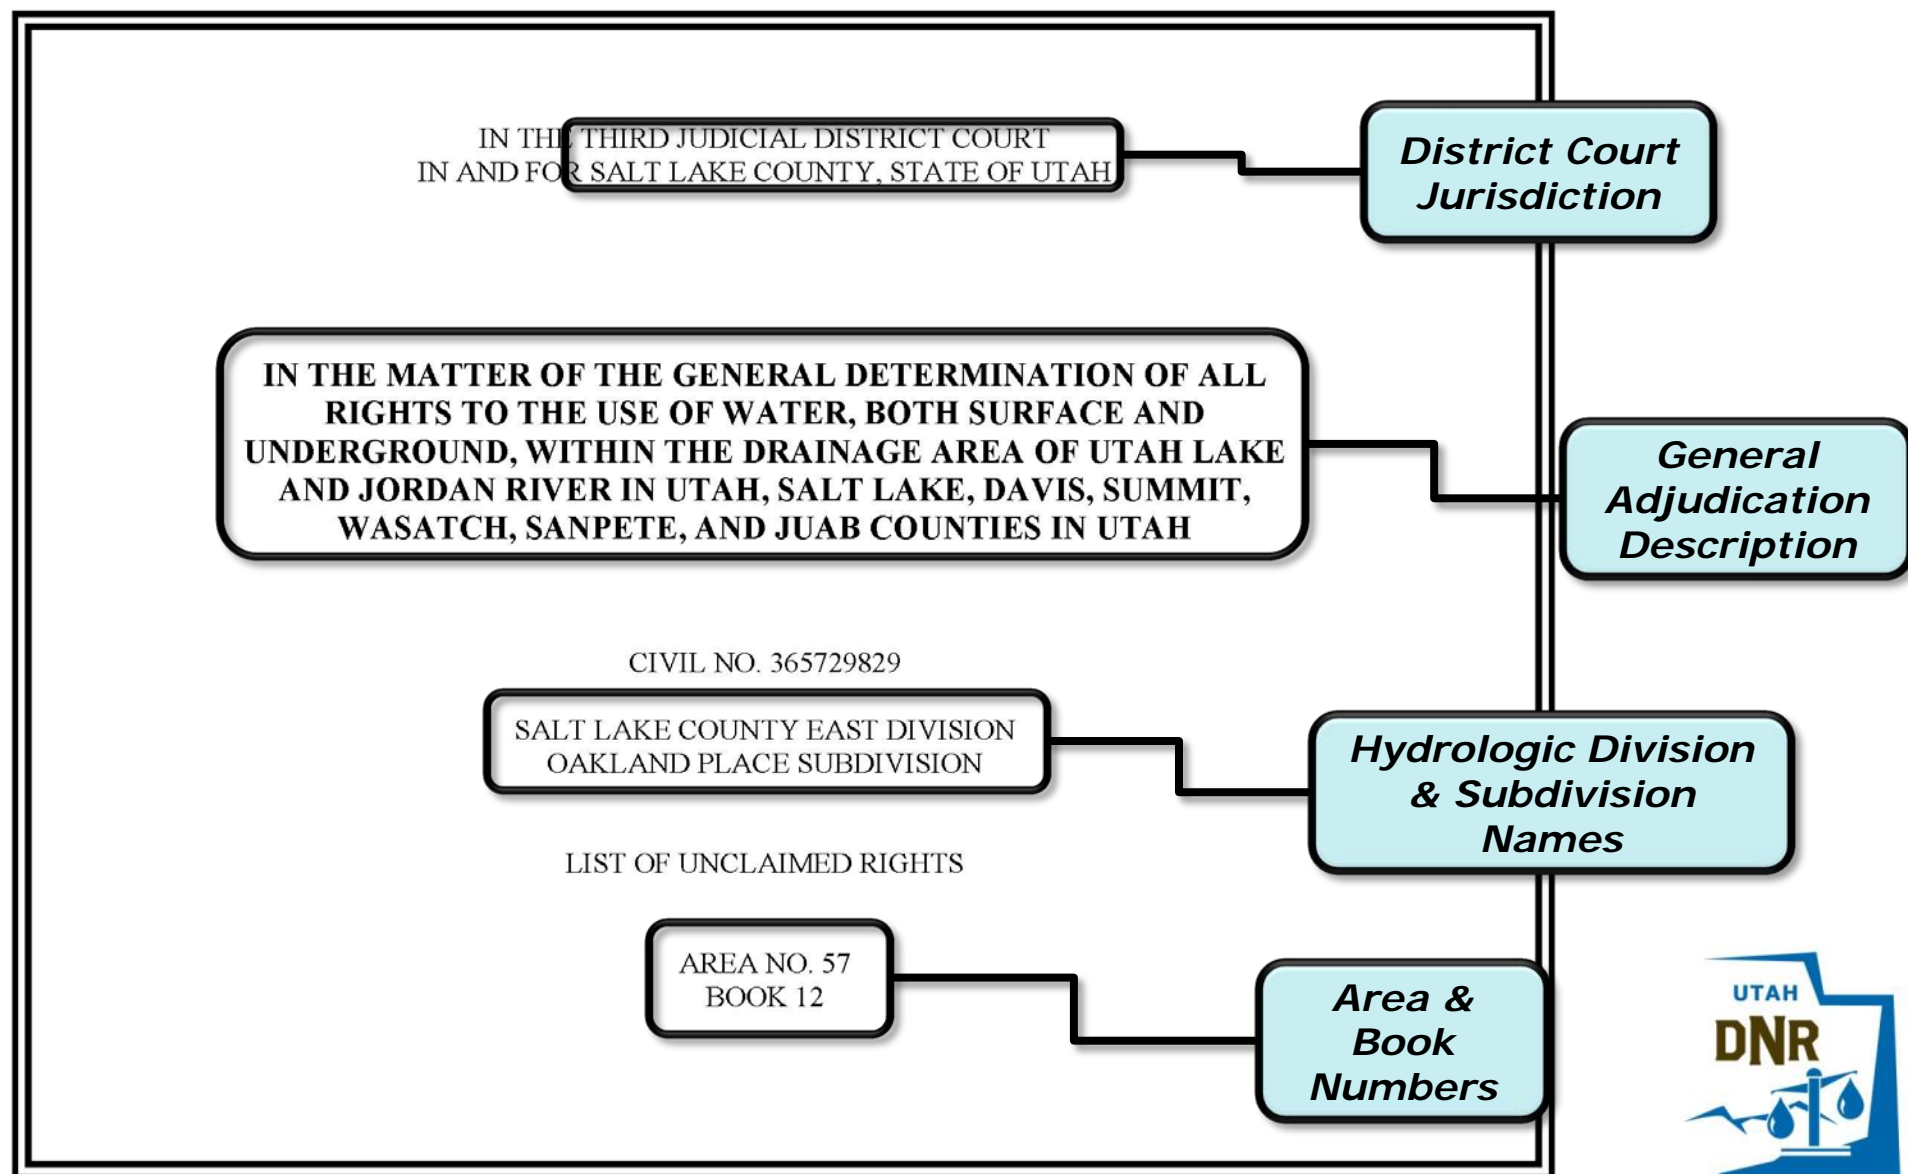 IN THE THIRD JUDICIAL DISTRICT COURT
IN AND FOR SALT LAKE COUNTY, STATE OF UTAH
District Court
Jurisdiction
IN THE MATTER OF THE GENERAL DETERMINATION OF ALL
RIGHTS TO THE USE OF WATER, BOTH SURFACE AND
UNDERGROUND, WITHIN THE DRAINAGE AREA OF UTAH LAKE
AND JORDAN RIVER IN UTAH, SALT LAKE, DAVIS, SUMMIT,
WASATCH, SANPETE, AND JUAB COUNTIES IN UTAH
General
Adjudication
Description
CIVIL NO. 365729829
SALT LAKE COUNTY EAST DIVISION
OAKLAND PLACE SUBDIVISION
Hydrologic Division
& Subdivision
Names
LIST OF UNCLAIMED RIGHTS
AREA NO. 57
BOOK 12
Area &
Book
Numbers
UTAH
DNR